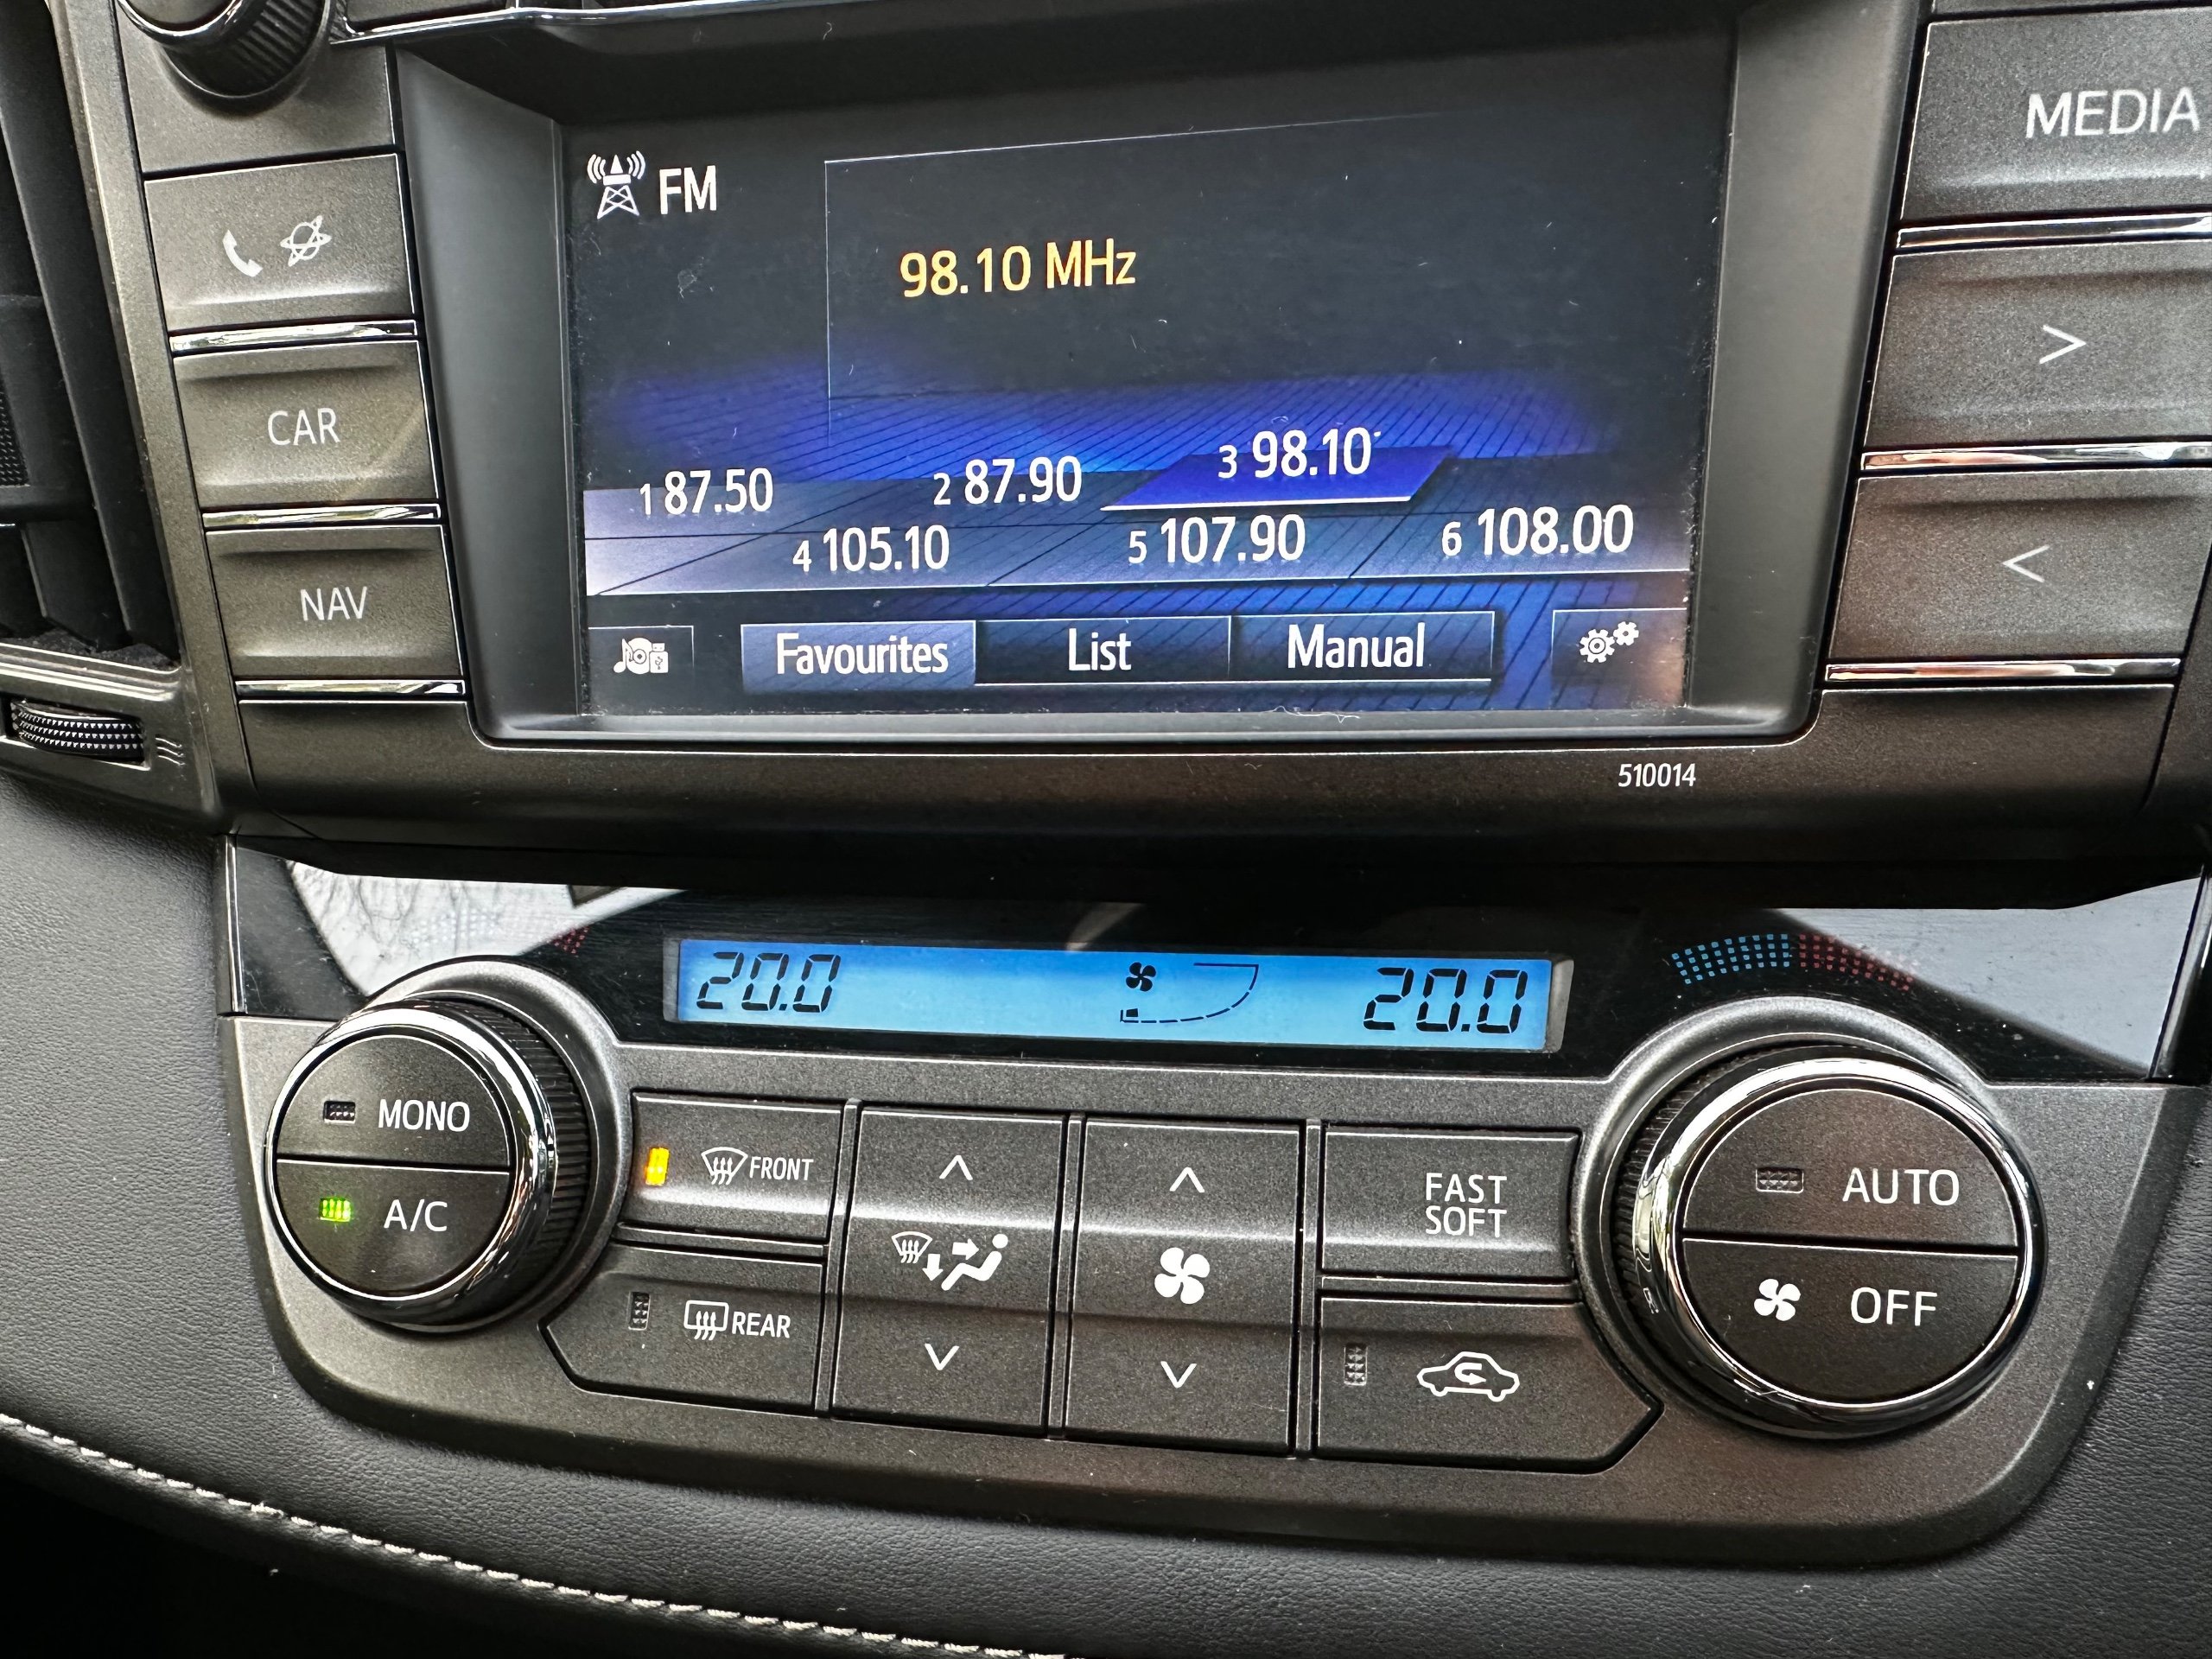 MEDIA
FM
98.10 MHz
>
CAR
1 87.50 2 87.90 3 98.10
4 105.10 5 107.90 6 108.00
<
NAV
Favourites List Manual
510014
20.0 20.0
MONO
A/C
FRONT
REAR
FAST
SOFT
AUTO
OFF